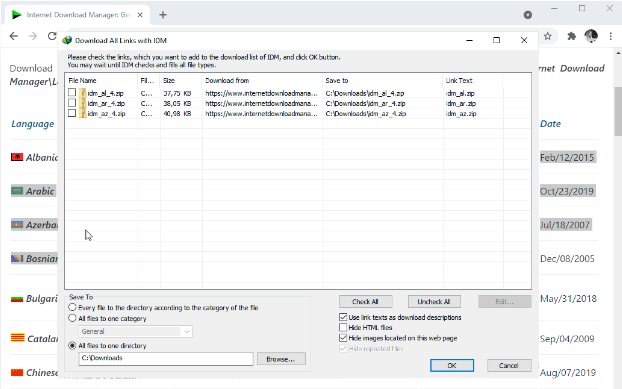 Internet Download Manager: Ge
Download All Links with IDM
Please check the links, which you want to add to the download list of IDM, and click OK button.
You may wait until IDM checks and fills all file types.
Download
rnet Download
Manager\L
File Name Fil... Size Download from Save to Link Text
idm_al_4.zip C... 37,75 KB https://www.internetdownloadmana... C:\Downloads\idm_al_4.zip idm_al.zip
idm_ar_4.zip C... 38,05 KB https://www.internetdownloadmana... C:\Downloads\idm_ar_4.zip idm_ar.zip
idm_az_4.zip C... 40,98 KB https://www.internetdownloadmana... C:\Downloads\idm_az_4.zip idm_az.zip
Language Date
Albania Feb/12/2015
Arabic Oct/23/2019
Azerba Jul/18/2007
Bosnian Dec/08/2005
Bulgari May/31/2018
Catalan Sep/04/2009
Chinese Aug/07/2019
Save To
Every file to the directory according to the category of the file
All files to one category
General
All files to one directory
C:\Downloads
Browse...
Check All Uncheck All Edit...
Use link texts as download descriptions
Hide HTML files
Hide images located on this web page
Hide repeated files
OK Cancel